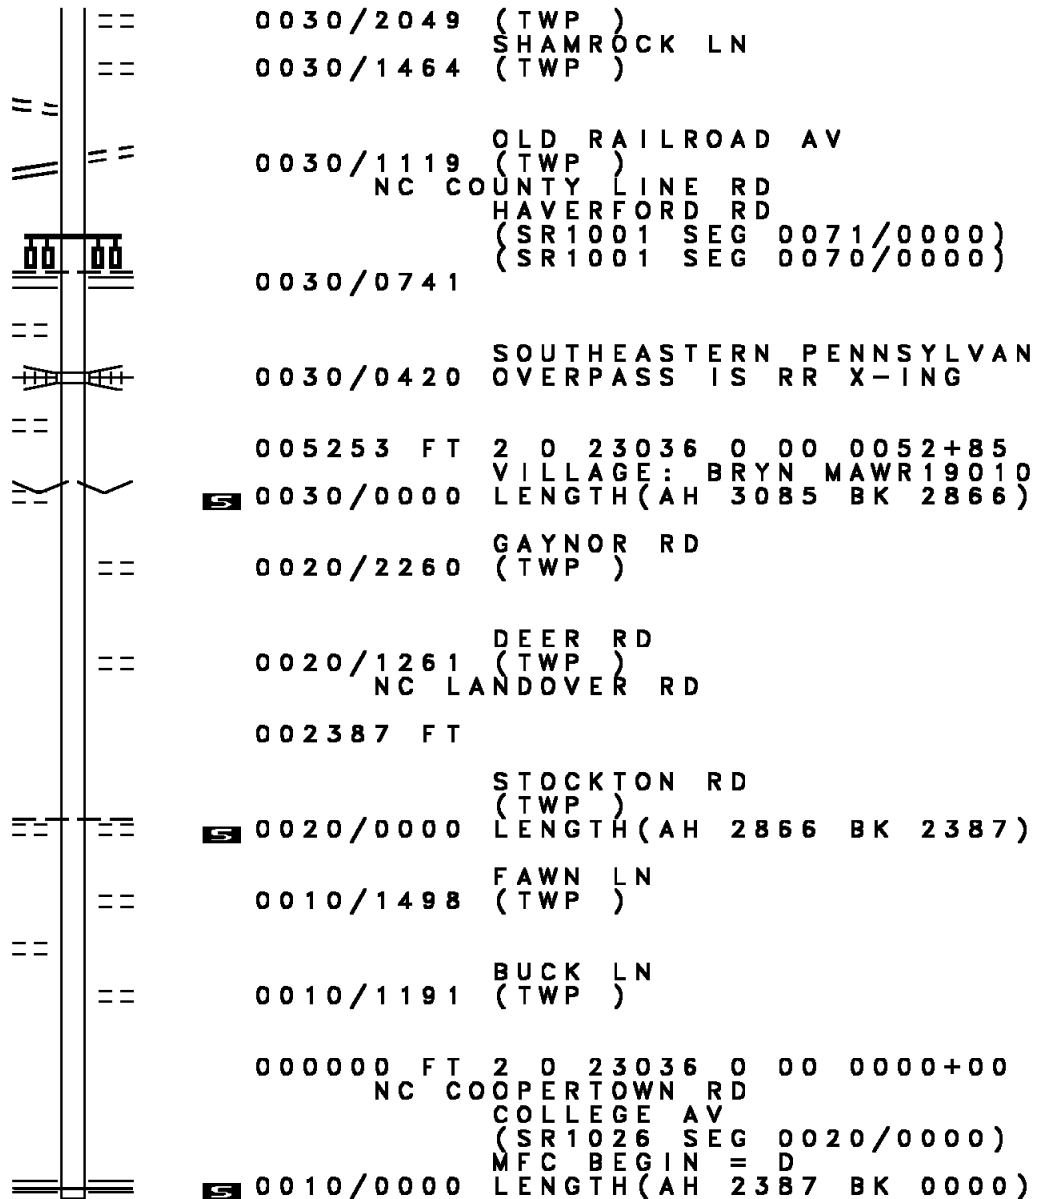 0030/2049 (TWP )
SHAMROCK LN
0030/1464 (TWP )
OLD RAILROAD AV
0030/1119 (TWP )
NC COUNTY LINE RD
HAVERFORD RD
(SR1001 SEG 0071/0000)
(SR1001 SEG 0070/0000)
0030/0741
SOUTHEASTERN PENNSYLVAN
0030/0420 OVERPASS IS RR X-ING
005253 FT 2 0 23036 0 00 0052+85
VILLAGE: BRYN MAWR19010
S 0030/0000 LENGTH(AH 3085 BK 2866)
GAYNOR RD
0020/2260 (TWP )
DEER RD
0020/1261 (TWP )
NC LANDOVER RD
002387 FT
STOCKTON RD
(TWP )
S 0020/0000 LENGTH(AH 2866 BK 2387)
FAWN LN
0010/1498 (TWP )
BUCK LN
0010/1191 (TWP )
000000 FT 2 0 23036 0 00 0000+00
NC COOPERTOWN RD
COLLEGE AV
(SR1026 SEG 0020/0000)
MFC BEGIN = D
S 0010/0000 LENGTH(AH 2387 BK 0000)